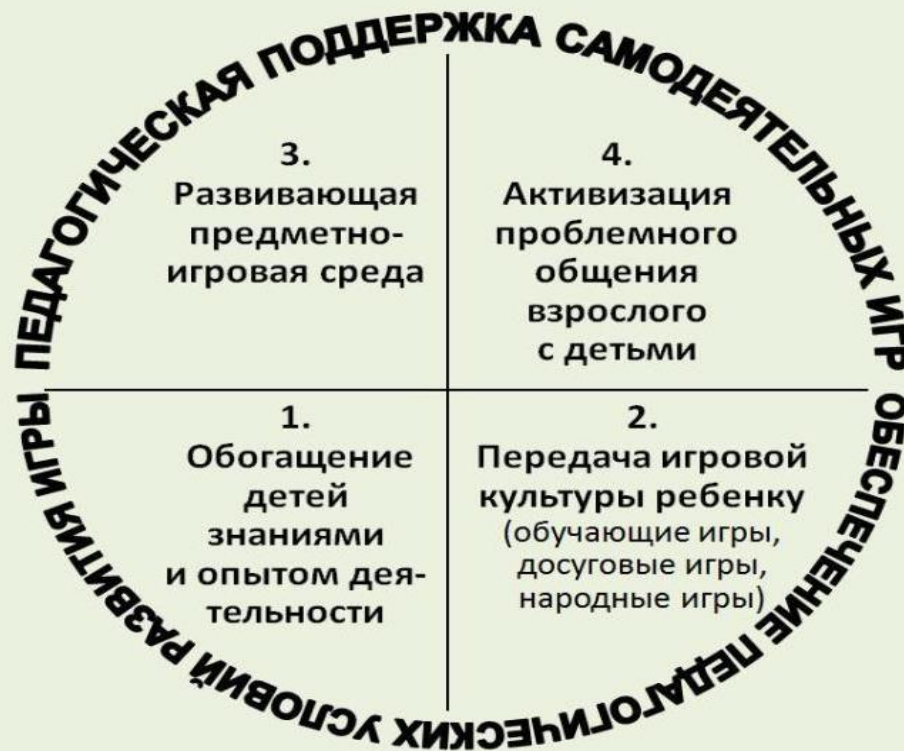 ПЕДАГОГИЧЕСКАЯ ПОДДЕРЖКА САМОДЕЯТЕЛЬНЫХ ИГР
3.
Развивающая
предметно-
игровая среда
4.
Активизация
проблемного
общения
взрослого
с детьми
1.
Обогащение
детей
знаниями
и опытом дея-
тельности
2.
Передача игровой
культуры ребенку
(обучающие игры,
досуговые игры,
народные игры)
ОБЕСПЕЧЕНИЕ ПЕДАГОГИЧЕСКИХ УСЛОВИЙ РАЗВИТИЯ ИГРЫ